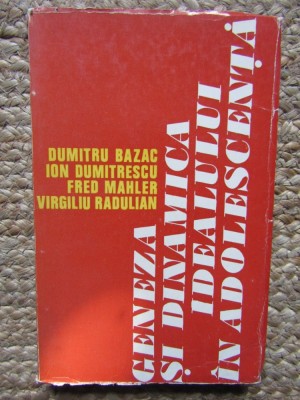 DUMITRU BAZAC
ION DUMITRESCU
FRED MAHLER
VIRGILIU RADULIAN
GENEZA
ȘI DINAMICA
IDEALULUI
ÎN ADOLESCENȚĂ